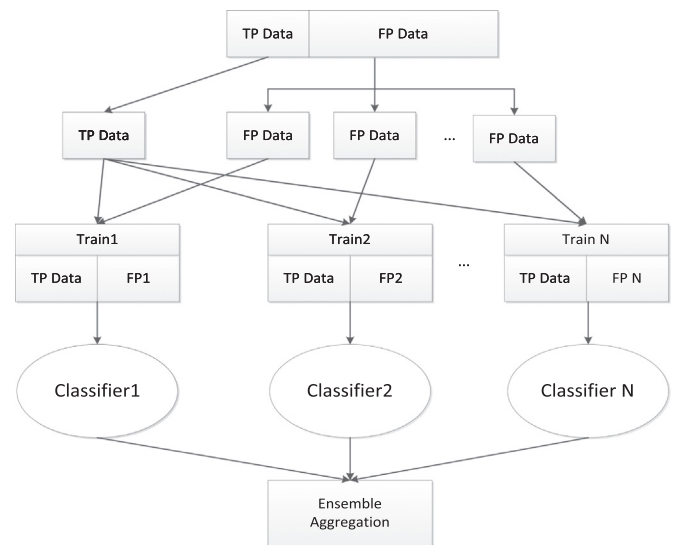 TP Data FP Data
TP Data FP Data FP Data ... FP Data
Train1 Train2 Train N
TP Data FP1 TP Data FP2 ... TP Data FP N
Classifier1 Classifier2 Classifier N
Ensemble
Aggregation